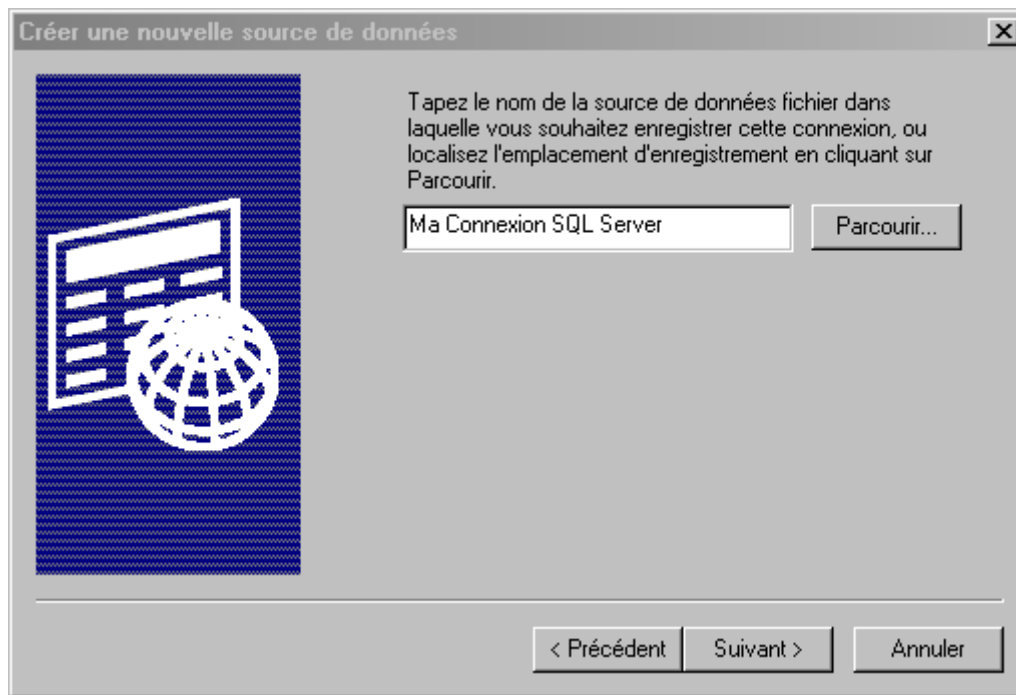 Créer une nouvelle source de données
Tapez le nom de la source de données fichier dans
laquelle vous souhaitez enregistrer cette connexion, ou
localisez l'emplacement d'enregistrement en cliquant sur
Parcourir.
Ma Connexion SQL Server
Parcourir...
< Précédent
Suivant >
Annuler